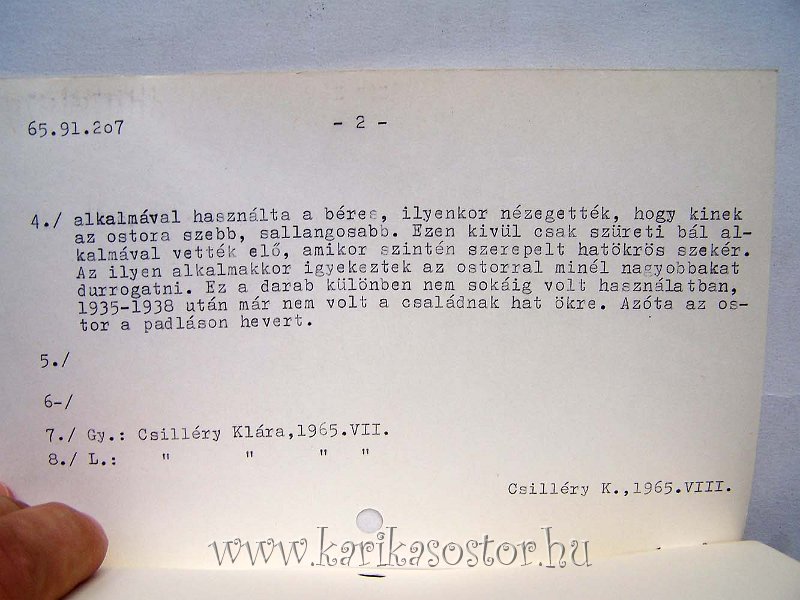 65.91.207
- 2 -
4./ alkalmával használta a béres, ilyenkor nézegették, hogy kinek
az ostora szebb, sallangosabb. Ezen kivül csak szüreti bál al-
kalmával vették elő, amikor szintén szerepelt hatökrös szekér.
Az ilyen alkalmakkor igyekeztek az ostorral minél nagyobbakat
durrogatni. Ez a darab különben nem sokáig volt használatban,
1935-1938 után már nem volt a családnak hat ökre. Azóta az os-
tor a padláson hevert.
5./
6-/
7./ Gy.: Csilléry Klára,1965.VII.
8./ L.: " " " "
Csilléry K.,1965.VIII.
www.karikasostor.hu